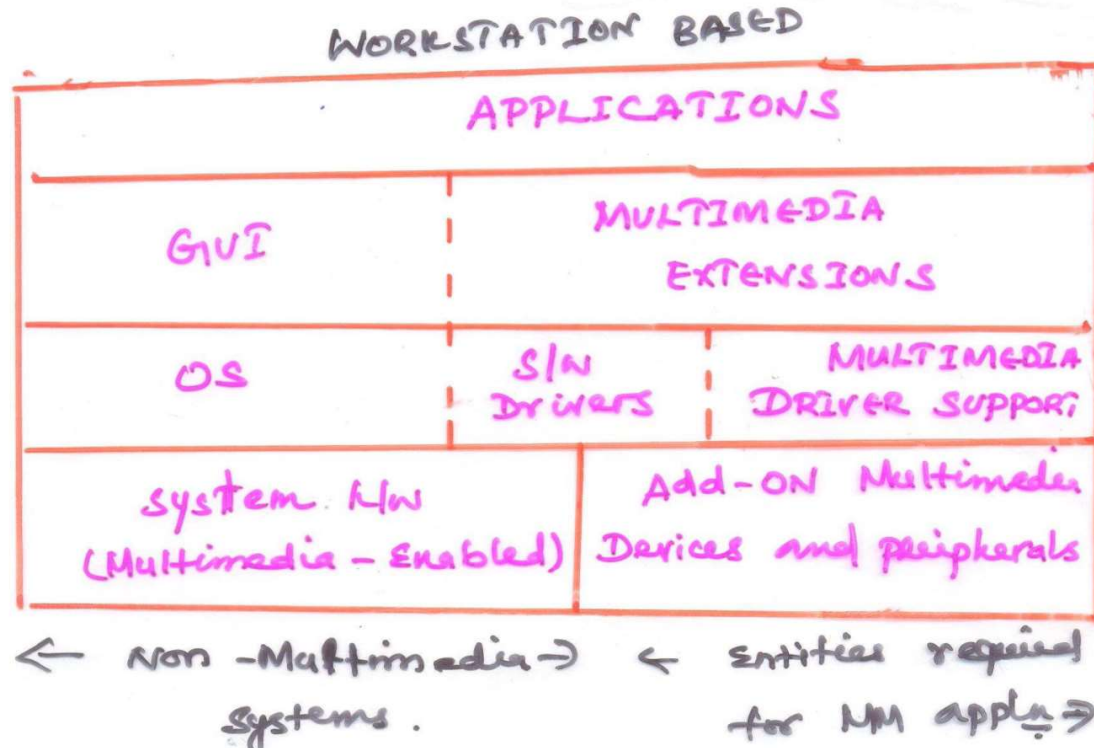 WORKSTATION BASED
APPLICATIONS
GUI
MULTIMEDIA
EXTENSIONS
OS
S/W
Drivers
MULTIMEDIA
DRIVER SUPPORT
System H/W
(Multimedia - Enabled)
Add-ON Multimedia
Devices and peripherals
← Non-Multimedia →
systems.
← Entities required
for MM appln →